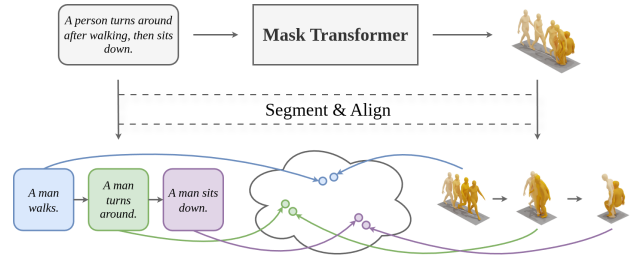 A person turns around
after walking, then sits
down.
Mask Transformer
Segment & Align
A man
walks.
A man
turns
around.
A man sits
down.